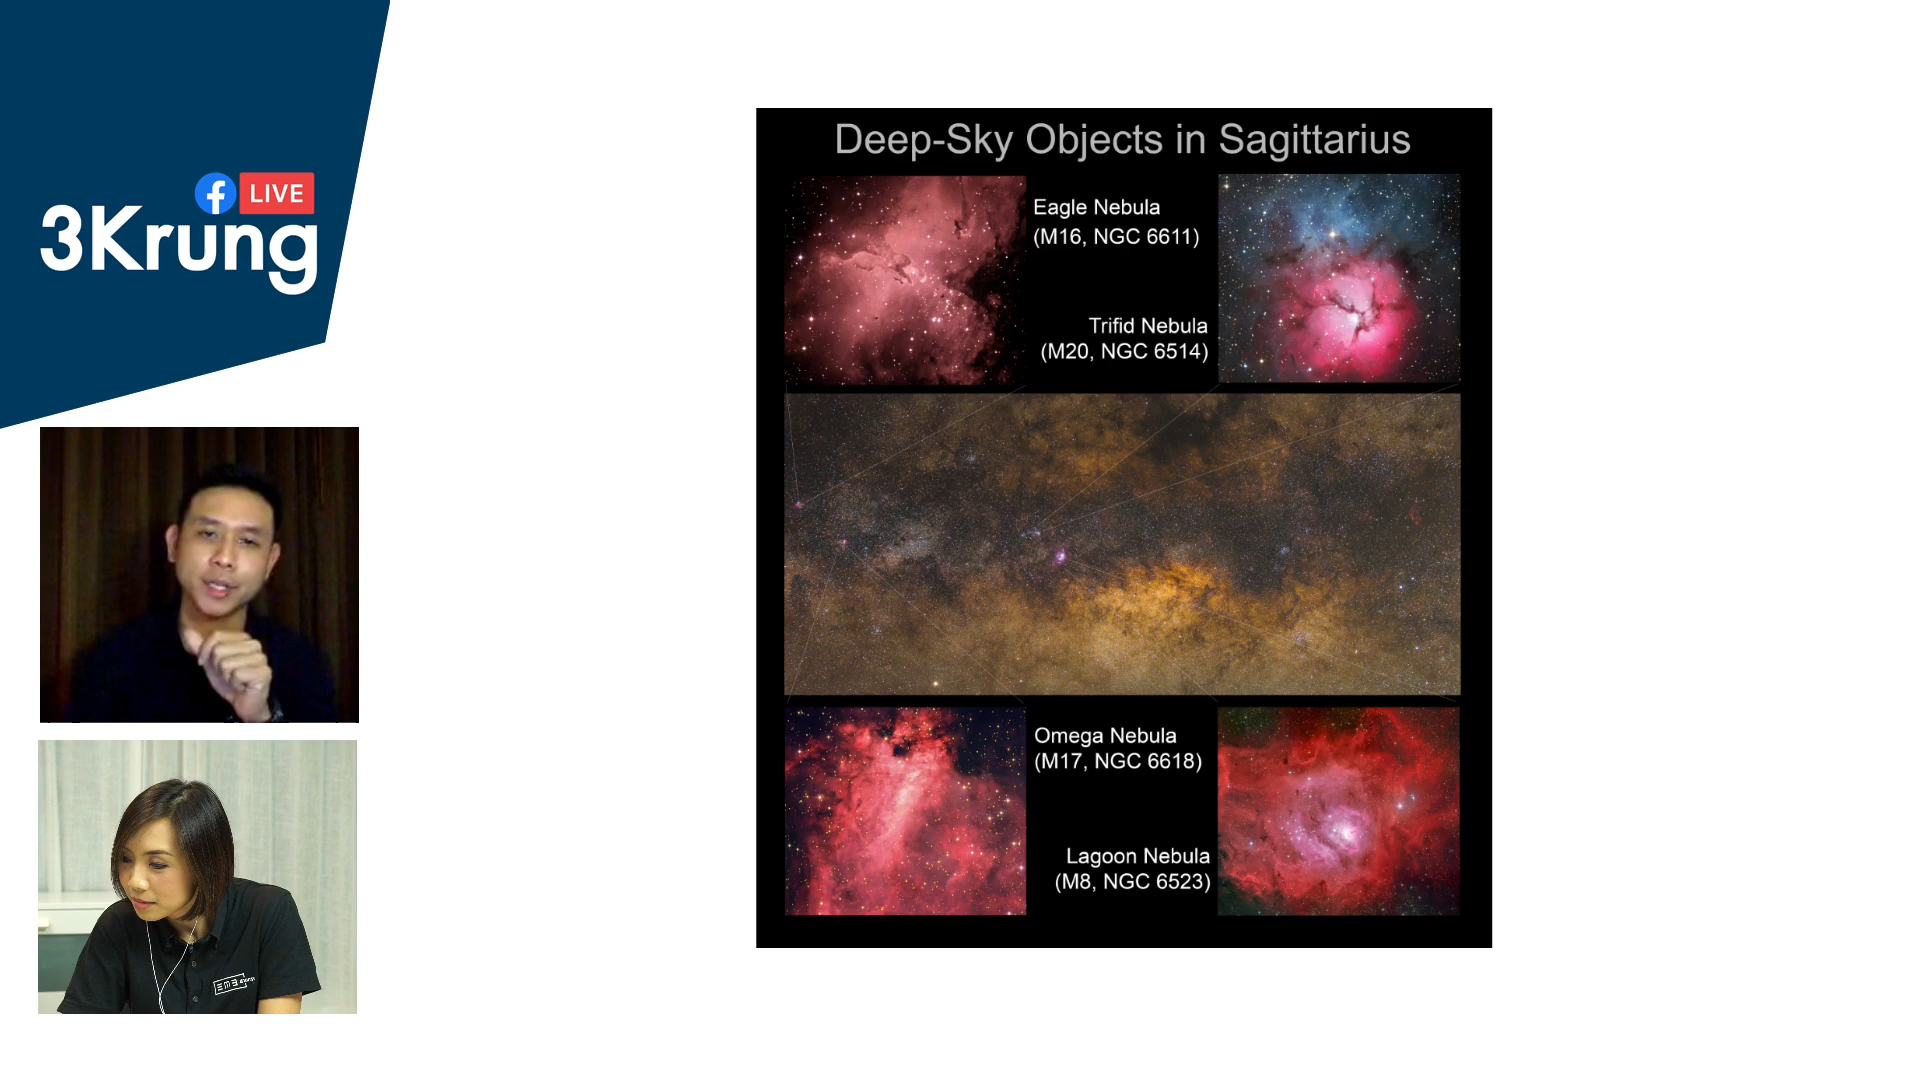 LIVE
3Krung
Deep-Sky Objects in Sagittarius
Eagle Nebula
(M16, NGC 6611)
Trifid Nebula
(M20, NGC 6514)
Omega Nebula
(M17, NGC 6618)
Lagoon Nebula
(M8, NGC 6523)